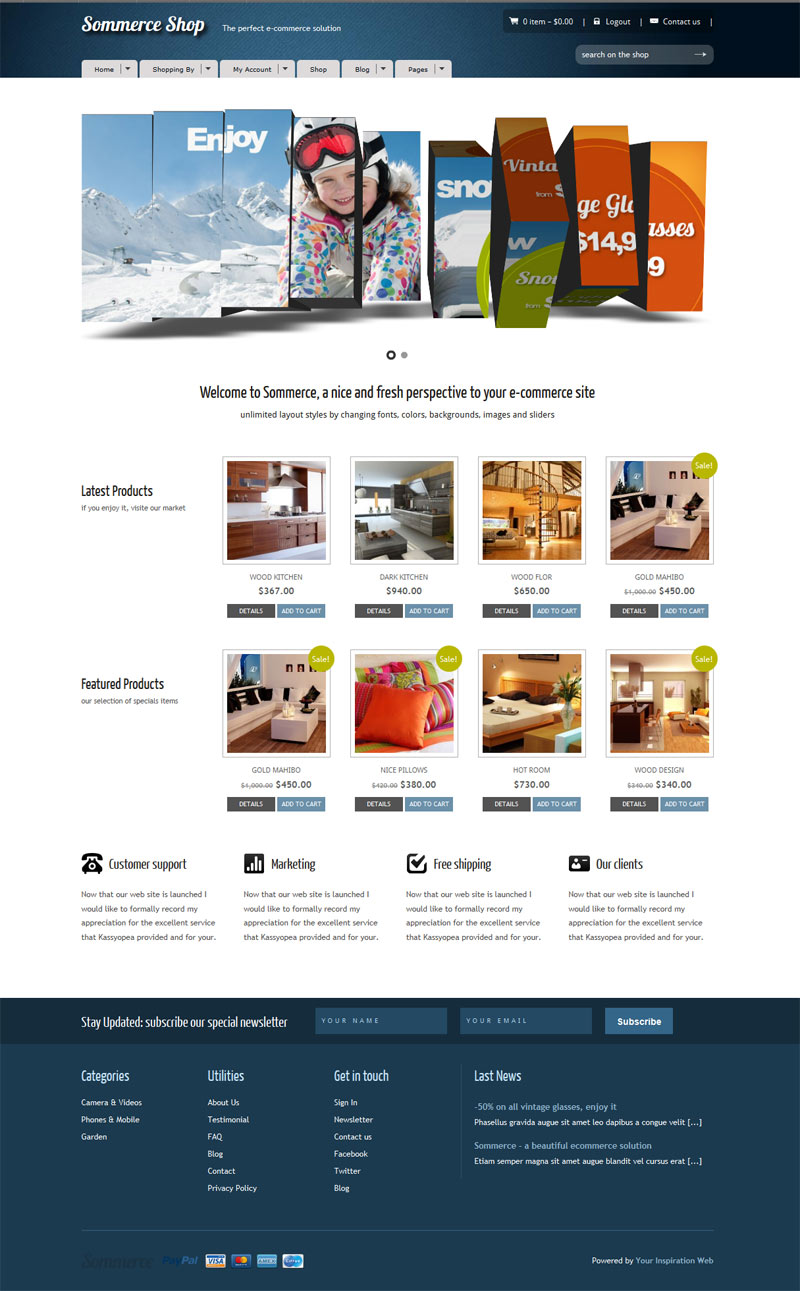 Sommerce Shop
The perfect e-commerce solution
0 item – $0.00 | Logout | Contact us |
search on the shop
Home Shopping By My Account Shop Blog Pages
Enjoy
sno
Vinta
from
w
Sno
from
ge Gla
$14,9
asses
99
Welcome to Sommerce, a nice and fresh perspective to your e-commerce site
unlimited layout styles by changing fonts, colors, backgrounds, images and sliders
Latest Products
if you enjoy it, visite our market
Sale!
WOOD KITCHEN DARK KITCHEN WOOD FLOR GOLD MAHIBO
$367.00 $940.00 $650.00 $1,000.00 $450.00
DETAILS ADD TO CART DETAILS ADD TO CART DETAILS ADD TO CART DETAILS ADD TO CART
Featured Products
our selection of specials items
Sale! Sale! Sale!
GOLD MAHIBO NICE PILLOWS HOT ROOM WOOD DESIGN
$1,000.00 $450.00 $420.00 $380.00 $730.00 $340.00 $340.00
DETAILS ADD TO CART DETAILS ADD TO CART DETAILS ADD TO CART DETAILS ADD TO CART
Customer support
Now that our web site is launched I
would like to formally record my
appreciation for the excellent service
that Kassyopea provided and for your.
Marketing
Now that our web site is launched I
would like to formally record my
appreciation for the excellent service
that Kassyopea provided and for your.
Free shipping
Now that our web site is launched I
would like to formally record my
appreciation for the excellent service
that Kassyopea provided and for your.
Our clients
Now that our web site is launched I
would like to formally record my
appreciation for the excellent service
that Kassyopea provided and for your.
Stay Updated: subscribe our special newsletter
YOUR NAME
YOUR EMAIL
Subscribe
Categories
Camera & Videos
Phones & Mobile
Garden
Utilities
About Us
Testimonial
FAQ
Blog
Contact
Privacy Policy
Get in touch
Sign In
Newsletter
Contact us
Facebook
Twitter
Blog
Last News
-50% on all vintage glasses, enjoy it
Phasellus gravida augue sit amet leo dapibus a congue velit [...]
Sommerce – a beautiful ecommerce solution
Etiam semper magna sit amet augue blandit vel cursus erat [...]
Sommerce PayPal VISA MasterCard AMEX Cirrus
Powered by Your Inspiration Web